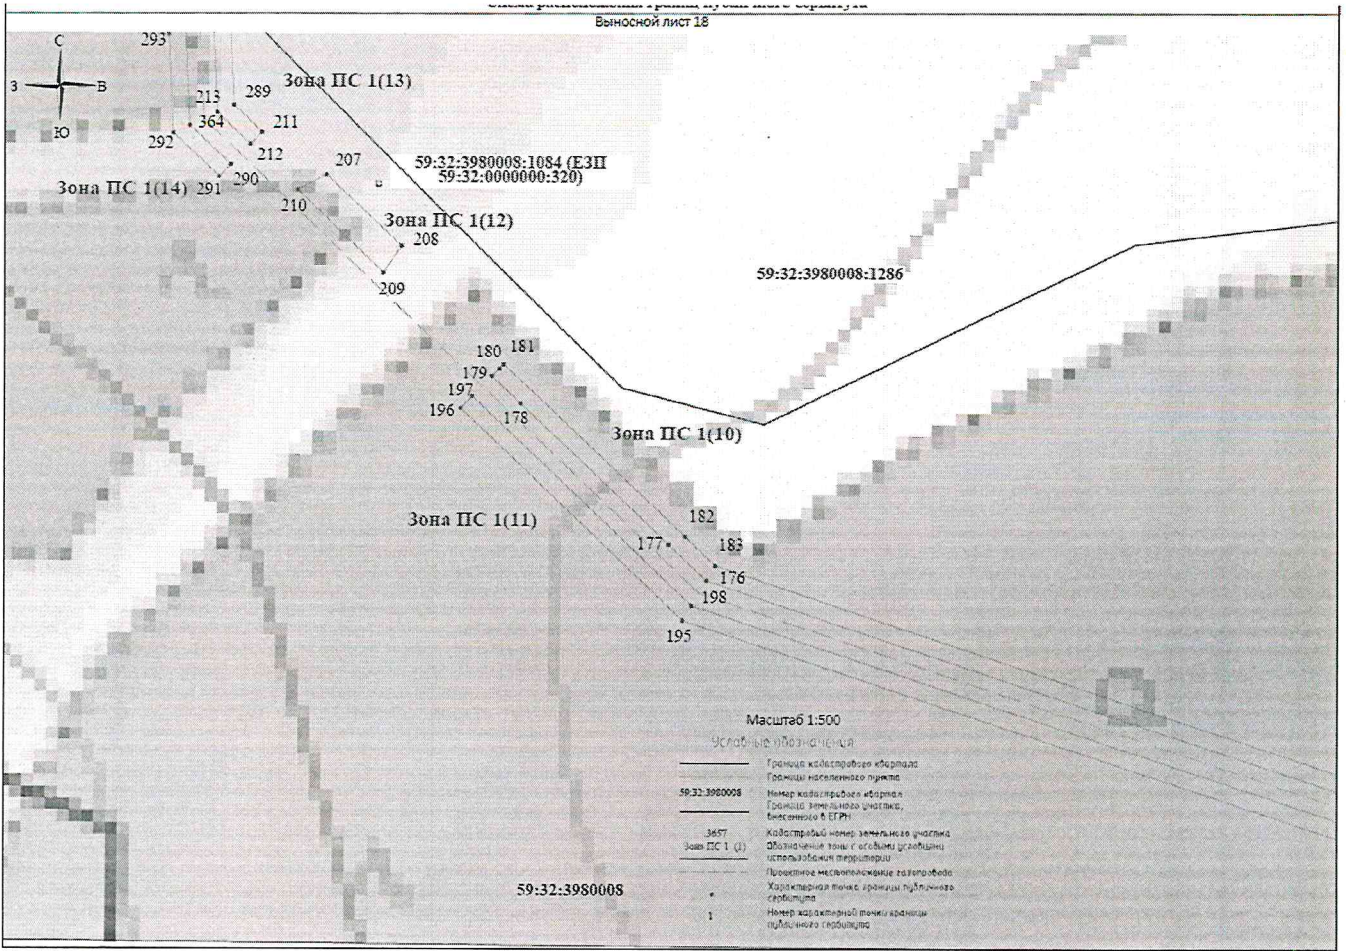 Выносной лист 18
293
С
З
В
Ю
Зона ПС 1(13)
213
289
364
211
292
212
207
59:32:3980008:1084 (ЕЗП
59:32:0000000:320)
Зона ПС 1(14)
291
290
210
Зона ПС 1(12)
208
209
59:32:3980008:1286
180
181
179
197
196
178
Зона ПС 1(10)
Зона ПС 1(11)
182
177
183
176
198
195
Масштаб 1:500
Условные обозначения
Граница кадастрового квартала
Границы населенного пункта
59:32:3980008
Номер кадастрового квартал
Граница земельного участка,
внесенного в ЕГРН
:3657
Кадастровый номер земельного участка
Зона ПС 1 (1)
Обозначение зоны с особыми условиями
использования территории
Проектное местоположение газопровода
Характерная точка границы публичного
сервитута
1
Номер характерной точки границы
публичного сервитута
59:32:3980008